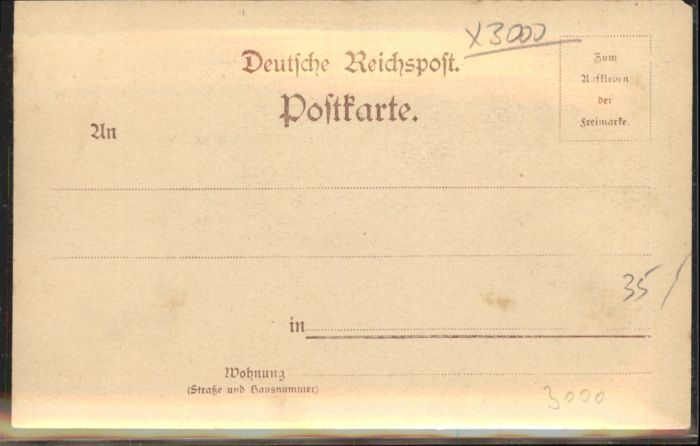 X3000
Deutsche Reichspost.
Postkarte.
Zum
Aufkleben
der
Freimarke.
An
35
in
Wohnung
(Straße und Hausnummer)
3000